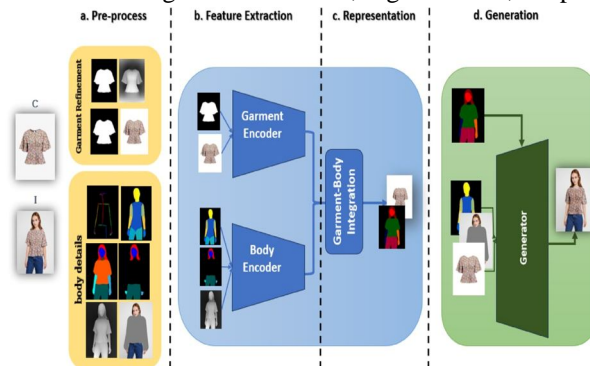 a. Pre-process
b. Feature Extraction
c. Representation
d. Generation
C
I
Garment Refinement
body details
Garment
Encoder
Body
Encoder
Garment-Body
Integration
Generator